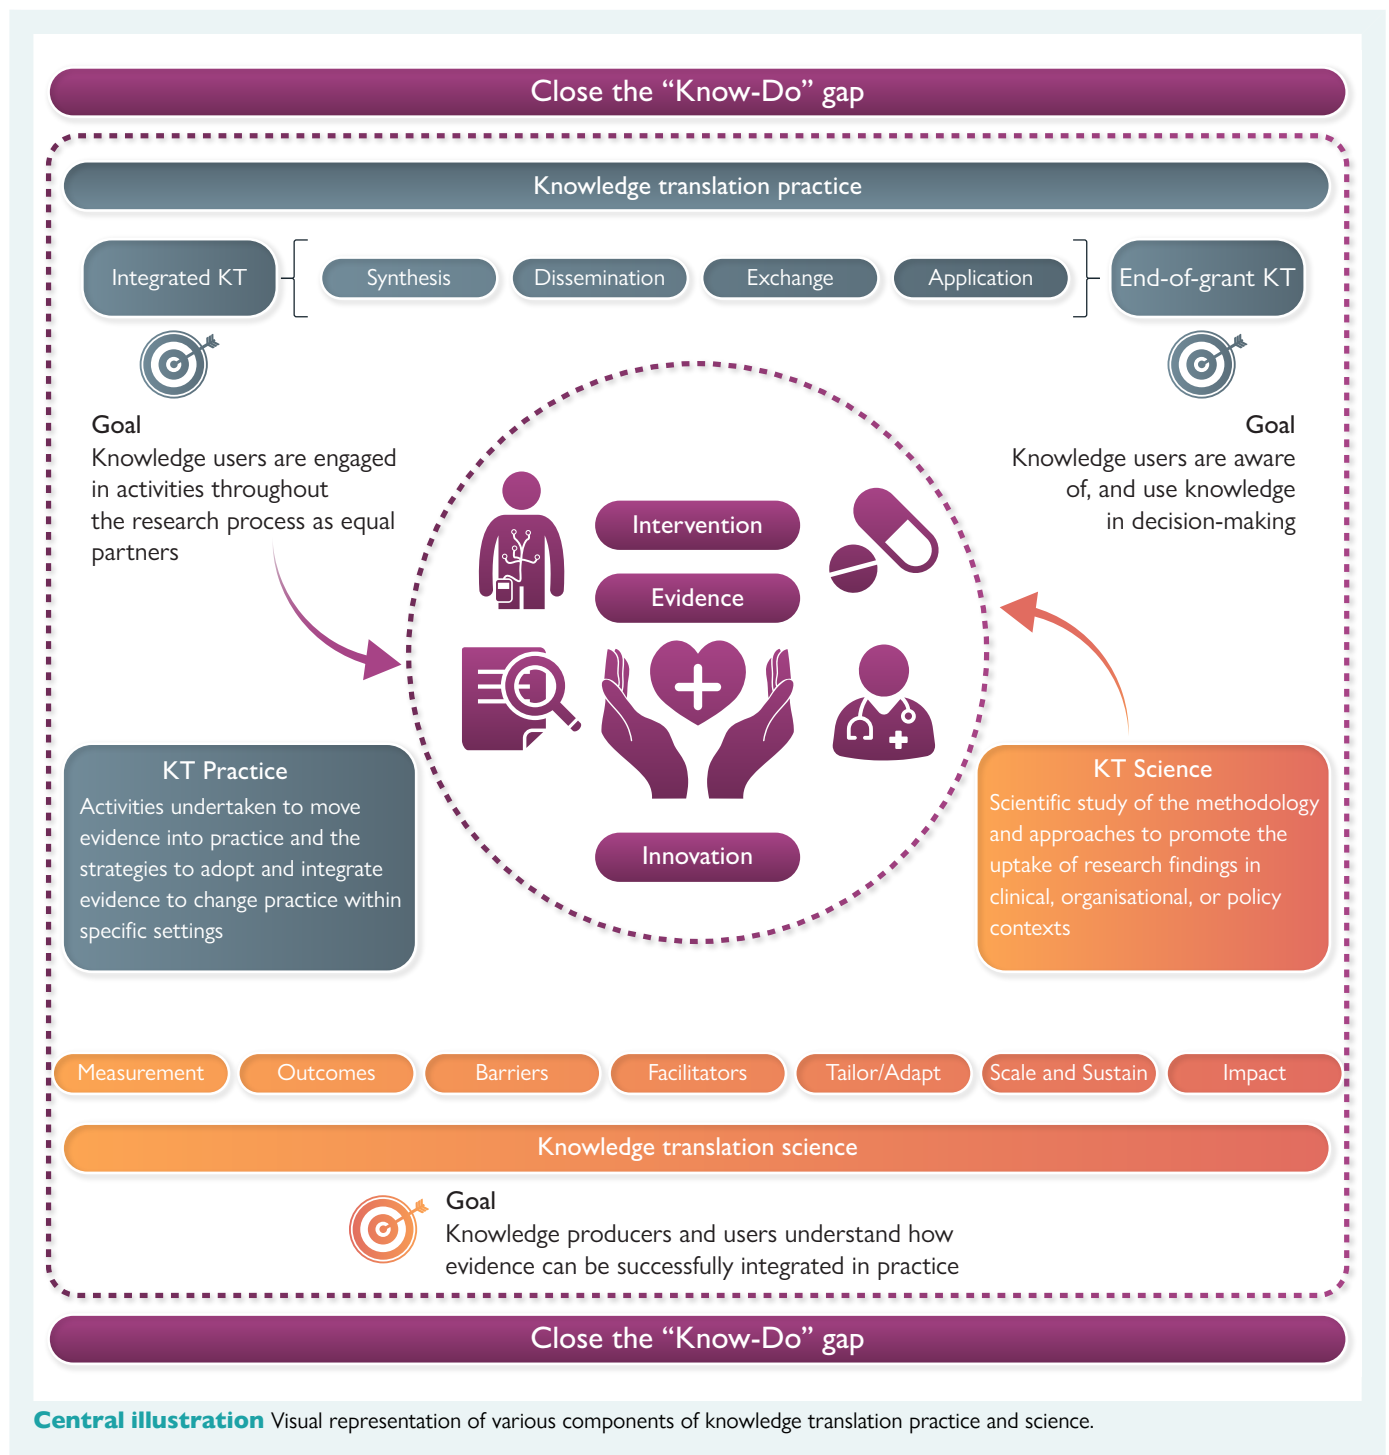 Close the “Know-Do” gap
Knowledge translation practice
Integrated KT
Synthesis
Dissemination
Exchange
Application
End-of-grant KT
Goal
Knowledge users are engaged
in activities throughout
the research process as equal
partners
Goal
Knowledge users are aware
of, and use knowledge
in decision-making
Intervention
Evidence
Innovation
KT Practice
Activities undertaken to move
evidence into practice and the
strategies to adopt and integrate
evidence to change practice within
specific settings
KT Science
Scientific study of the methodology
and approaches to promote the
uptake of research findings in
clinical, organisational, or policy
contexts
Measurement
Outcomes
Barriers
Facilitators
Tailor/Adapt
Scale and Sustain
Impact
Knowledge translation science
Goal
Knowledge producers and users understand how
evidence can be successfully integrated in practice
Close the “Know-Do” gap
Central illustration Visual representation of various components of knowledge translation practice and science.